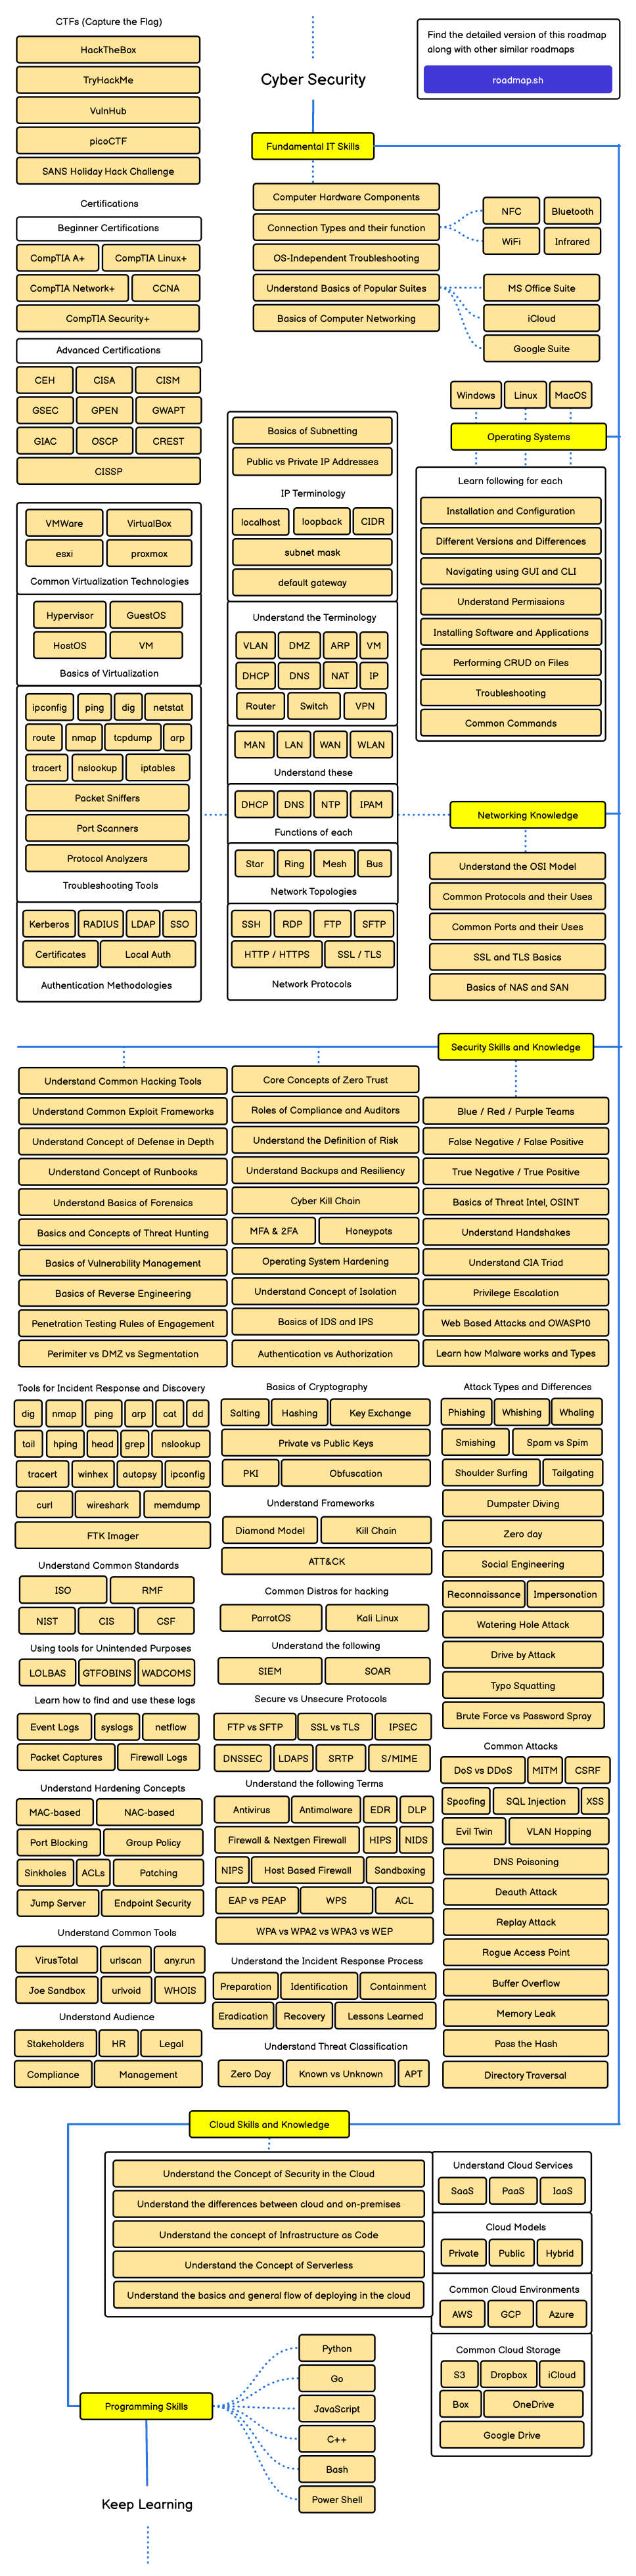 CTFs (Capture the Flag)
HackTheBox
TryHackMe
VulnHub
picoCTF
SANS Holiday Hack Challenge
Find the detailed version of this roadmap
along with other similar roadmaps
roadmap.sh
Cyber Security
Fundamental IT Skills
Computer Hardware Components
Connection Types and their function
OS-Independent Troubleshooting
Understand Basics of Popular Suites
Basics of Computer Networking
NFC
Bluetooth
WiFi
Infrared
MS Office Suite
iCloud
Google Suite
Certifications
Beginner Certifications
CompTIA A+
CompTIA Linux+
CompTIA Network+
CCNA
CompTIA Security+
Advanced Certifications
CEH
CISA
CISM
GSEC
GPEN
GWAPT
GIAC
OSCP
CREST
CISSP
Windows
Linux
MacOS
Operating Systems
Learn following for each
Installation and Configuration
Different Versions and Differences
Navigating using GUI and CLI
Understand Permissions
Installing Software and Applications
Performing CRUD on Files
Troubleshooting
Common Commands
Basics of Subnetting
Public vs Private IP Addresses
IP Terminology
localhost
loopback
CIDR
subnet mask
default gateway
Understand the Terminology
VLAN
DMZ
ARP
VM
DHCP
DNS
NAT
IP
Router
Switch
VPN
MAN
LAN
WAN
WLAN
Understand these
DHCP
DNS
NTP
IPAM
Functions of each
Star
Ring
Mesh
Bus
Network Topologies
SSH
RDP
FTP
SFTP
HTTP / HTTPS
SSL / TLS
Network Protocols
VMWare
VirtualBox
esxi
proxmox
Common Virtualization Technologies
Hypervisor
GuestOS
HostOS
VM
Basics of Virtualization
ipconfig
ping
dig
netstat
route
nmap
tcpdump
arp
tracert
nslookup
iptables
Packet Sniffers
Port Scanners
Protocol Analyzers
Troubleshooting Tools
Kerberos
RADIUS
LDAP
SSO
Certificates
Local Auth
Authentication Methodologies
Networking Knowledge
Understand the OSI Model
Common Protocols and their Uses
Common Ports and their Uses
SSL and TLS Basics
Basics of NAS and SAN
Security Skills and Knowledge
Understand Common Hacking Tools
Understand Common Exploit Frameworks
Understand Concept of Defense in Depth
Understand Concept of Runbooks
Understand Basics of Forensics
Basics and Concepts of Threat Hunting
Basics of Vulnerability Management
Basics of Reverse Engineering
Penetration Testing Rules of Engagement
Perimiter vs DMZ vs Segmentation
Core Concepts of Zero Trust
Roles of Compliance and Auditors
Understand the Definition of Risk
Understand Backups and Resiliency
Cyber Kill Chain
MFA & 2FA
Honeypots
Operating System Hardening
Understand Concept of Isolation
Basics of IDS and IPS
Authentication vs Authorization
Blue / Red / Purple Teams
False Negative / False Positive
True Negative / True Positive
Basics of Threat Intel, OSINT
Understand Handshakes
Understand CIA Triad
Privilege Escalation
Web Based Attacks and OWASP10
Learn how Malware works and Types
Tools for Incident Response and Discovery
dig
nmap
ping
arp
cat
dd
tail
hping
head
grep
nslookup
tracert
winhex
autopsy
ipconfig
curl
wireshark
memdump
FTK Imager
Understand Common Standards
ISO
RMF
NIST
CIS
CSF
Using tools for Unintended Purposes
LOLBAS
GTFOBINS
WADCOMS
Learn how to find and use these logs
Event Logs
syslogs
netflow
Packet Captures
Firewall Logs
Understand Hardening Concepts
MAC-based
NAC-based
Port Blocking
Group Policy
Sinkholes
ACLs
Patching
Jump Server
Endpoint Security
Understand Common Tools
VirusTotal
urlscan
any.run
Joe Sandbox
urlvoid
WHOIS
Understand Audience
Stakeholders
HR
Legal
Compliance
Management
Basics of Cryptography
Salting
Hashing
Key Exchange
Private vs Public Keys
PKI
Obfuscation
Understand Frameworks
Diamond Model
Kill Chain
ATT&CK
Common Distros for hacking
ParrotOS
Kali Linux
Understand the following
SIEM
SOAR
Secure vs Unsecure Protocols
FTP vs SFTP
SSL vs TLS
IPSEC
DNSSEC
LDAPS
SRTP
S/MIME
Understand the following Terms
Antivirus
Antimalware
EDR
DLP
Firewall & Nextgen Firewall
HIPS
NIDS
NIPS
Host Based Firewall
Sandboxing
EAP vs PEAP
WPS
ACL
WPA vs WPA2 vs WPA3 vs WEP
Understand the Incident Response Process
Preparation
Identification
Containment
Eradication
Recovery
Lessons Learned
Understand Threat Classification
Zero Day
Known vs Unknown
APT
Attack Types and Differences
Phishing
Whishing
Whaling
Smishing
Spam vs Spim
Shoulder Surfing
Tailgating
Dumpster Diving
Zero day
Social Engineering
Reconnaissance
Impersonation
Watering Hole Attack
Drive by Attack
Typo Squatting
Brute Force vs Password Spray
Common Attacks
DoS vs DDoS
MITM
CSRF
Spoofing
SQL Injection
XSS
Evil Twin
VLAN Hopping
DNS Poisoning
Deauth Attack
Replay Attack
Rogue Access Point
Buffer Overflow
Memory Leak
Pass the Hash
Directory Traversal
Cloud Skills and Knowledge
Understand the Concept of Security in the Cloud
Understand the differences between cloud and on-premises
Understand the concept of Infrastructure as Code
Understand the Concept of Serverless
Understand the basics and general flow of deploying in the cloud
Understand Cloud Services
SaaS
PaaS
IaaS
Cloud Models
Private
Public
Hybrid
Common Cloud Environments
AWS
GCP
Azure
Common Cloud Storage
S3
Dropbox
iCloud
Box
OneDrive
Google Drive
Programming Skills
Python
Go
JavaScript
C++
Bash
Power Shell
Keep Learning